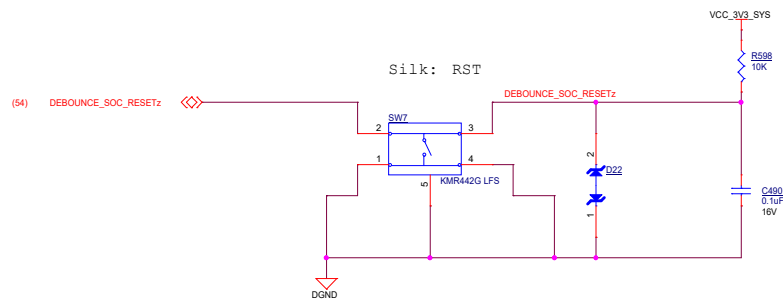 VCC_3V3_SYS
R598
10K
Silk: RST
(54) DEBOUNCE_SOC_RESETz
DEBOUNCE_SOC_RESETz
SW7
2 3
1 4
KMR442G LFS
5
2
D22
1
C490
0.1uF
16V
DGND